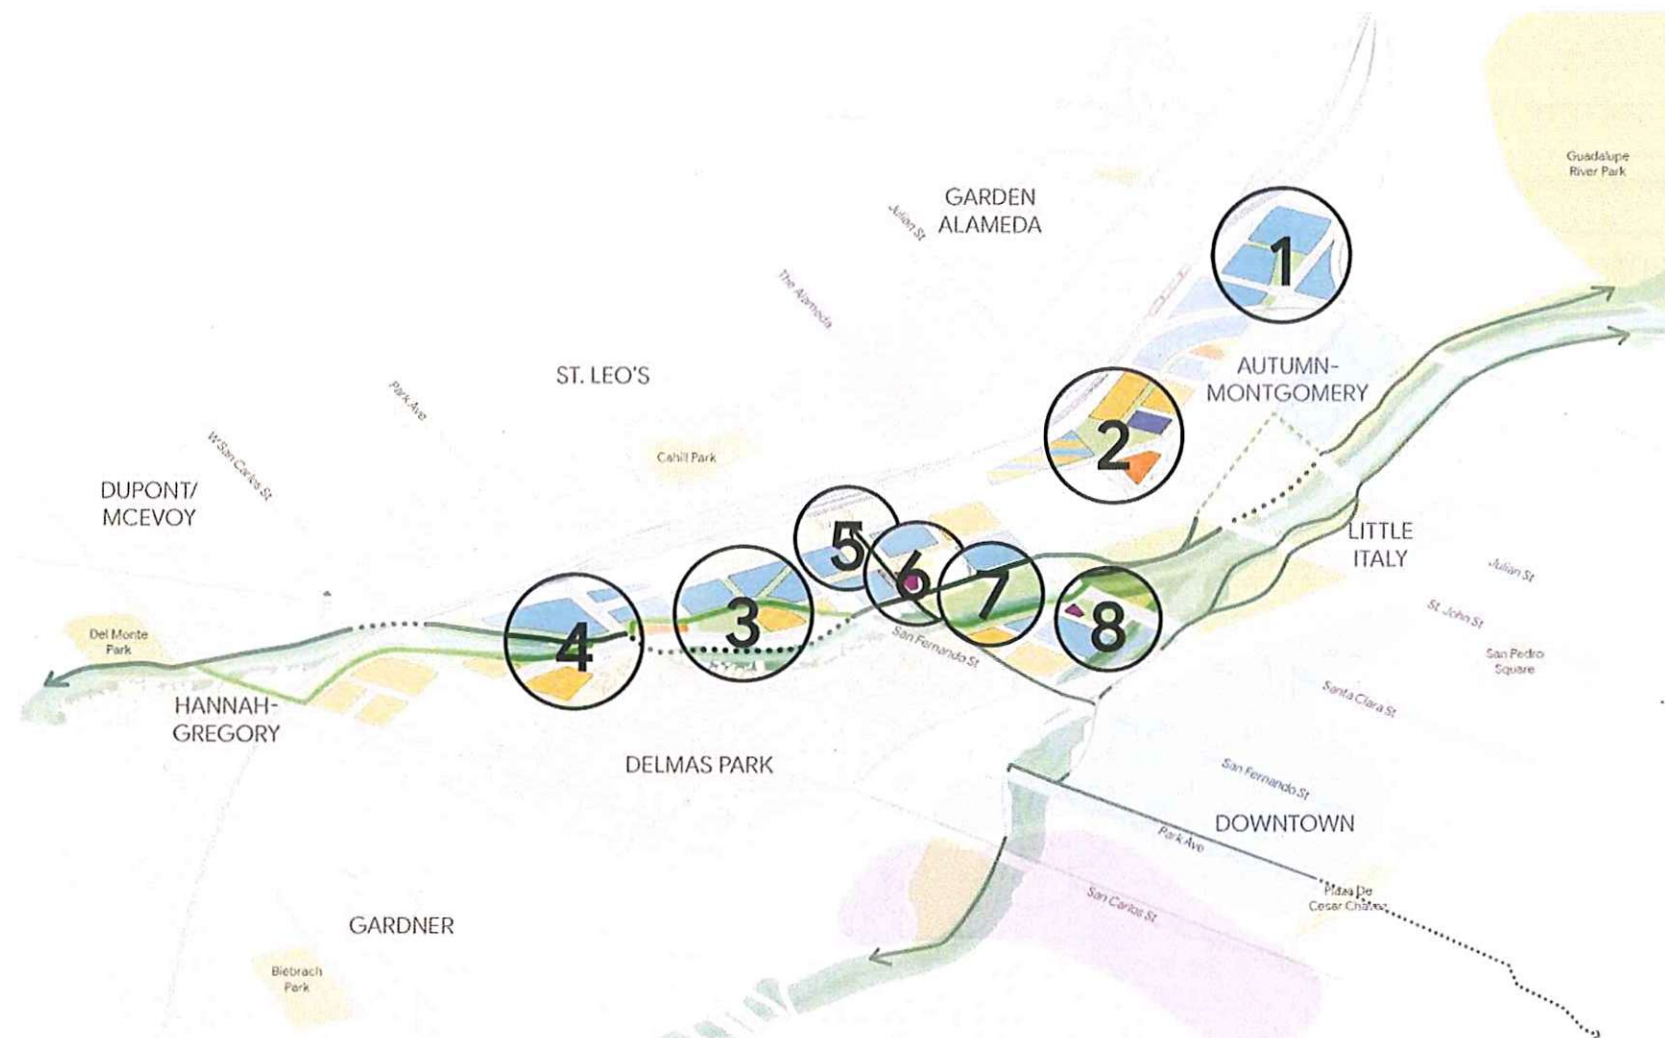 Guadalupe
River Park
GARDEN
ALAMEDA
Julian St
1
The Alameda
AUTUMN-
MONTGOMERY
ST. LEO'S
Park Ave
2
W San Carlos St
Cahill Park
DUPONT/
MCEVOY
LITTLE
ITALY
5
6
7
Julian St
3
8
St. John St
4
Del Monte
Park
San Fernando St
San Pedro
Square
HANNAH-
GREGORY
Santa Clara St
DELMAS PARK
San Fernando St
DOWNTOWN
Park Ave
Plaza De
Cesar Chavez
San Carlos St
GARDNER
Biebrach
Park